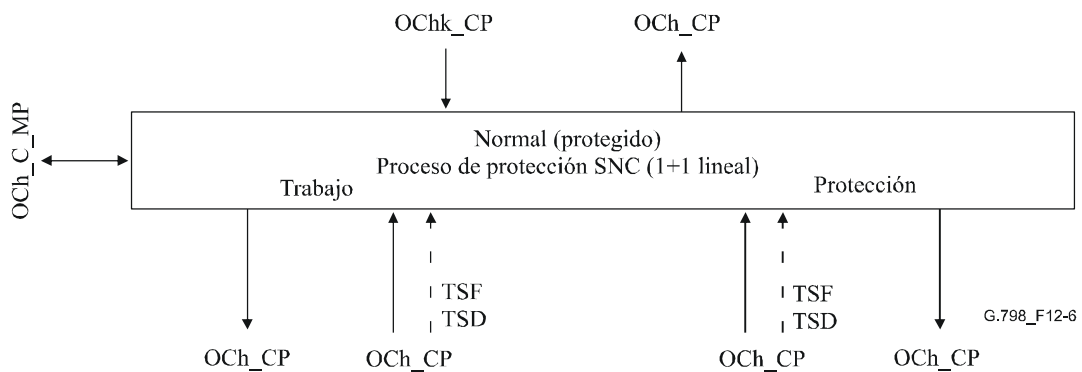 OChk_CP
OCh_CP
OCh_C_MP
Normal (protegido)
Proceso de protección SNC (1+1 lineal)
Trabajo
Protección
TSF
TSD
TSF
TSD
G.798_F12-6
OCh_CP
OCh_CP
OCh_CP
OCh_CP